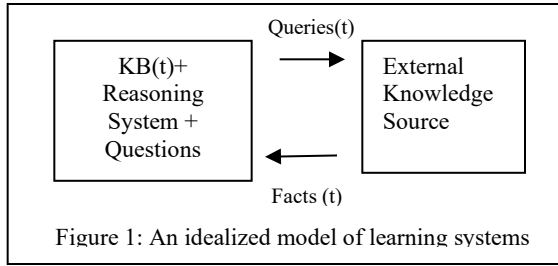 Queries(t)
KB(t)+
Reasoning
System +
Questions
External
Knowledge
Source
Facts (t)
Figure 1: An idealized model of learning systems